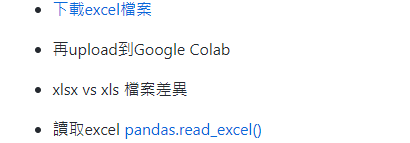 下載excel檔案
再upload到Google Colab
xlsx vs xls 檔案差異
讀取excel pandas.read_excel()